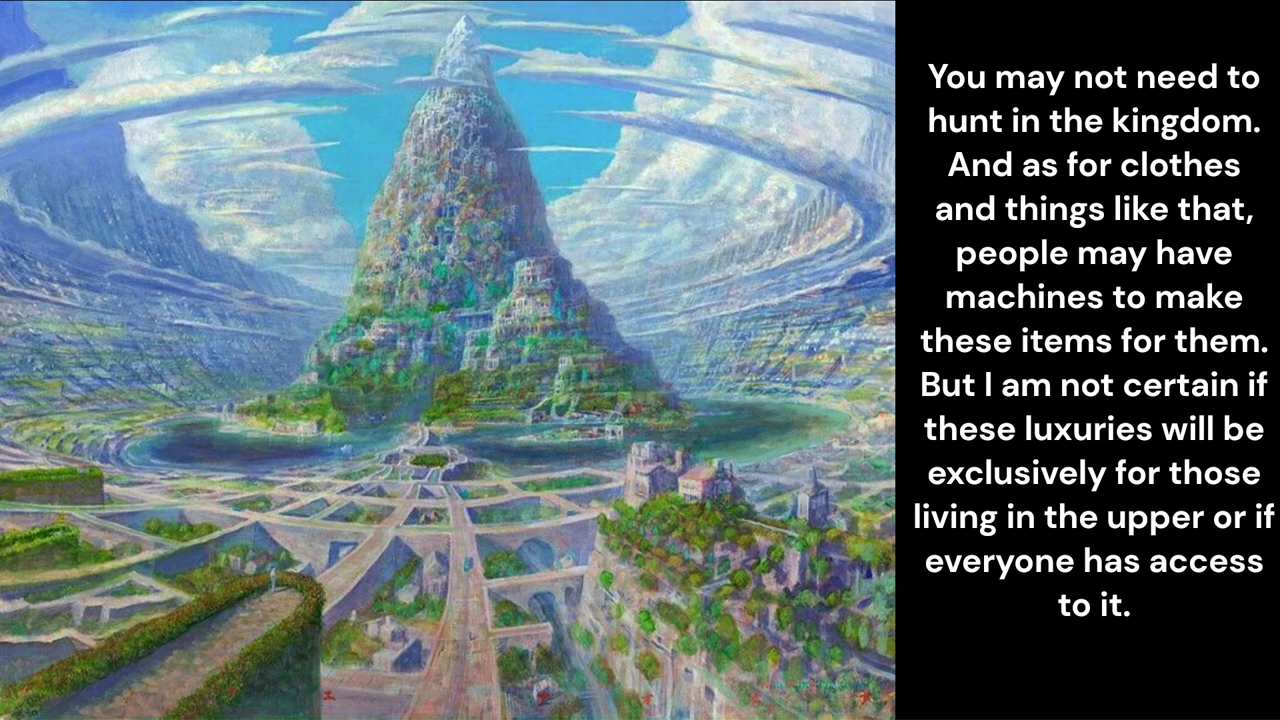 You may not need to
hunt in the kingdom.
And as for clothes
and things like that,
people may have
machines to make
these items for them.
But I am not certain if
these luxuries will be
exclusively for those
living in the upper or if
everyone has access
to it.